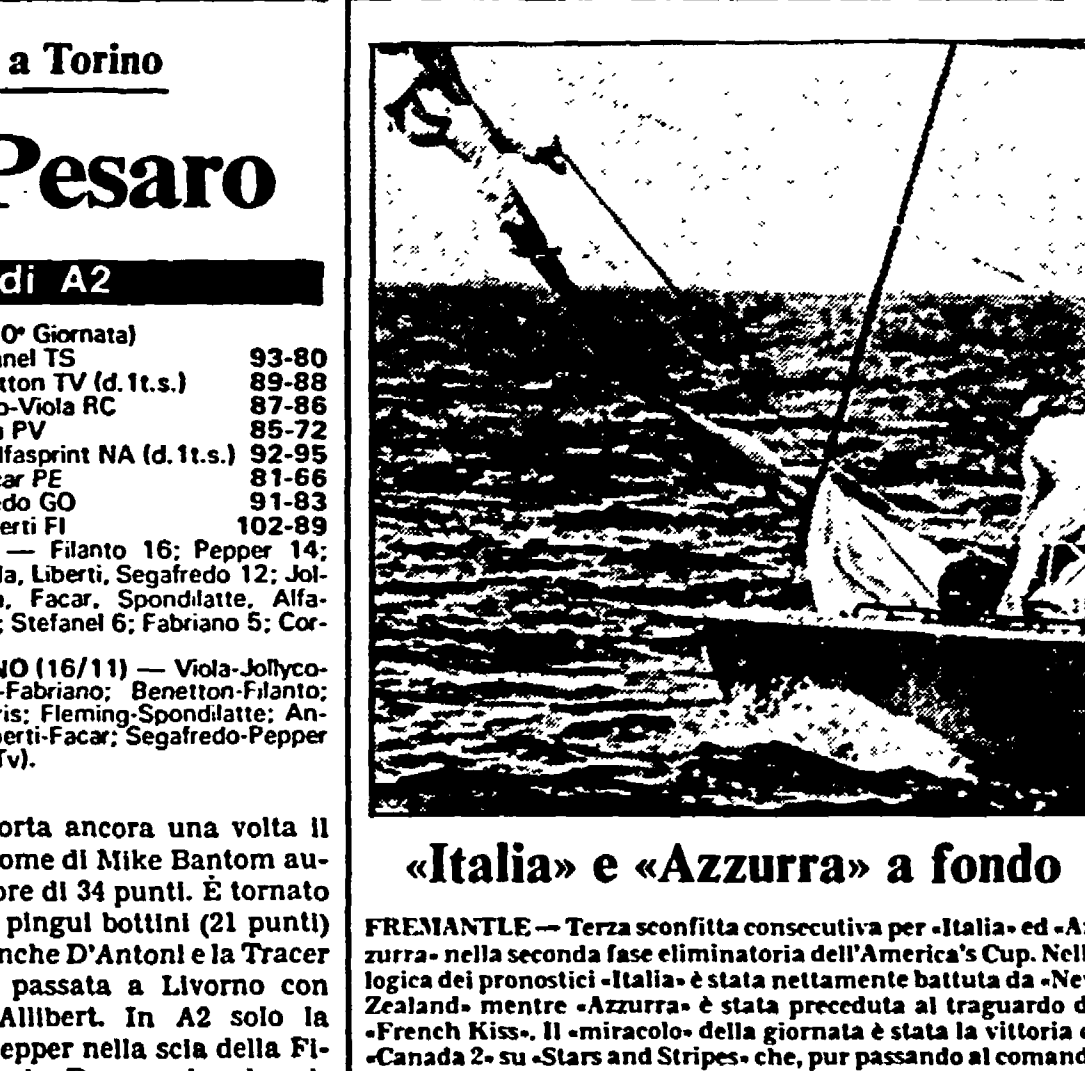 a Torino
Pesaro
di A2
0ª Giornata)
nel TS 93-80
tton TV (d.1t.s.) 89-88
o-Viola RC 87-86
PV 85-72
lfasprint NA (d.1t.s.) 92-95
car PE 81-66
do GO 91-83
erti FI 102-89
— Filanto 16; Pepper 14;
la, Liberti, Segafredo 12; Jol-
Facar, Spondilatte, Alfa-
; Stefanel 6; Fabriano 5; Cor-
NO (16/11) — Viola-Jollyco-
-Fabriano; Benetton-Filanto;
ris; Fleming-Spondilatte; An-
berti-Facar; Segafredo-Pepper
Tv).
orta ancora una volta il
ome di Mike Bantom au-
ore di 34 punti. È tornato
pingui bottini (21 punti)
nche D'Antoni e la Tracer
passata a Livorno con
Allibert. In A2 solo la
epper nella scia della Fi-
«Italia» e «Azzurra» a fondo
FREMANTLE — Terza sconfitta consecutiva per «Italia» ed «Az
zurra» nella seconda fase eliminatoria dell'America's Cup. Nell
logica dei pronostici «Italia» è stata nettamente battuta da «Ne
Zealand» mentre «Azzurra» è stata preceduta al traguardo d
«French Kiss». Il «miracolo» della giornata è stata la vittoria d
«Canada 2» su «Stars and Stripes» che, pur passando al comand